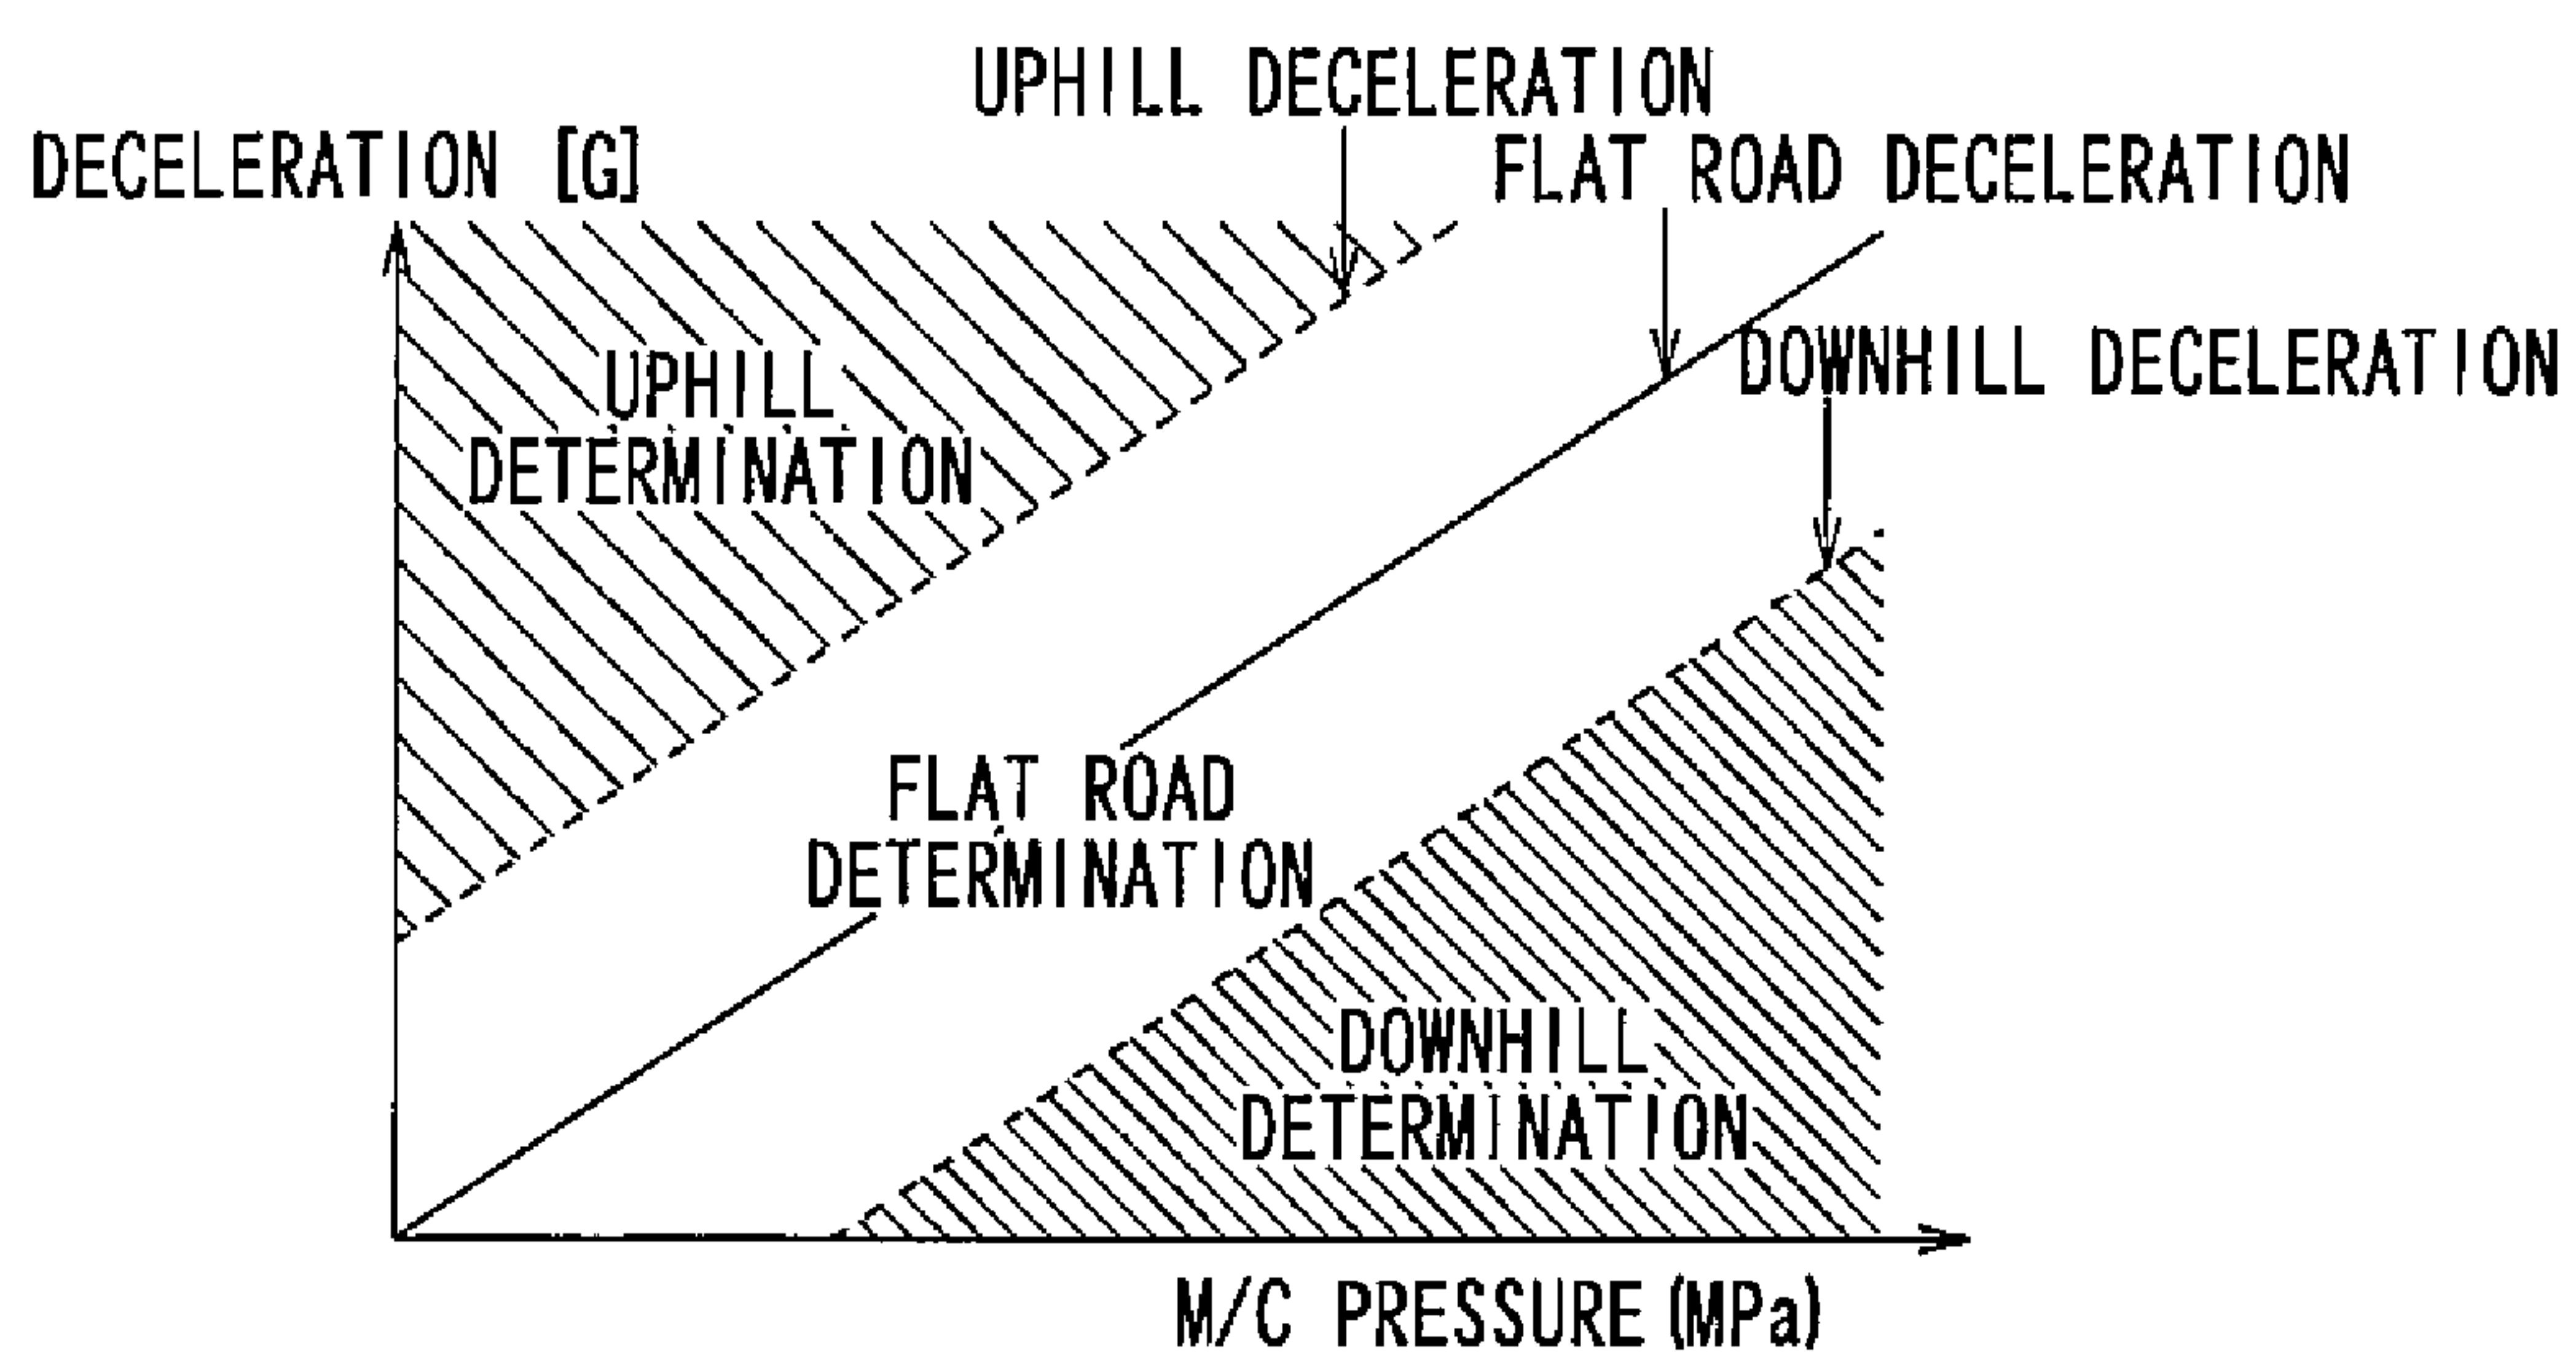 UPHILL DECELERATION
DECELERATION [G]
FLAT ROAD DECELERATION
DOWNHILL DECELERATION
UPHILL
DETERMINATION
FLAT ROAD
DETERMINATION
DOWNHILL
DETERMINATION
M/C PRESSURE (MPa)